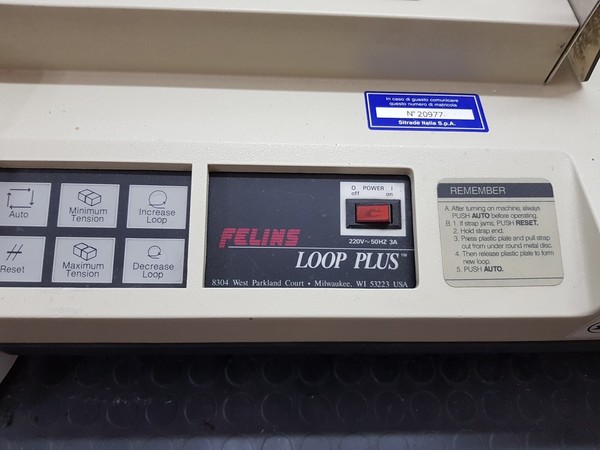 In caso di guasto comunicare
questo numero di matricola
N° 20977.
Sitrade Italia S.p.A.
Auto
Minimum
Tension
Increase
Loop
Reset
Maximum
Tension
Decrease
Loop
O POWER I
off on
220V~50HZ 3A
FELINS
LOOP PLUS™
8304 West Parkland Court • Milwaukee, WI 53223 USA
REMEMBER
A. After turning on machine, always
PUSH AUTO before operating.
B. 1. If strap jams, PUSH RESET.
2. Hold strap end.
3. Press plastic plate and pull strap
out from under round metal disc.
4. Then release plastic plate to form
new loop.
5. PUSH AUTO.